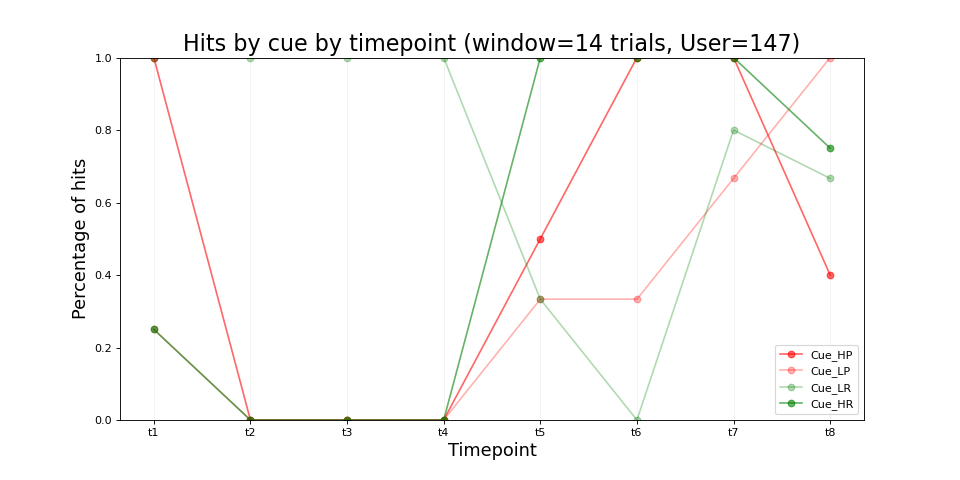 Hits by cue by timepoint (window=14 trials, User=147)
Percentage of hits
1.0
0.8
0.6
0.4
0.2
0.0
t1 t2 t3 t4 t5 t6 t7 t8
Timepoint
Cue_HP
Cue_LP
Cue_LR
Cue_HR